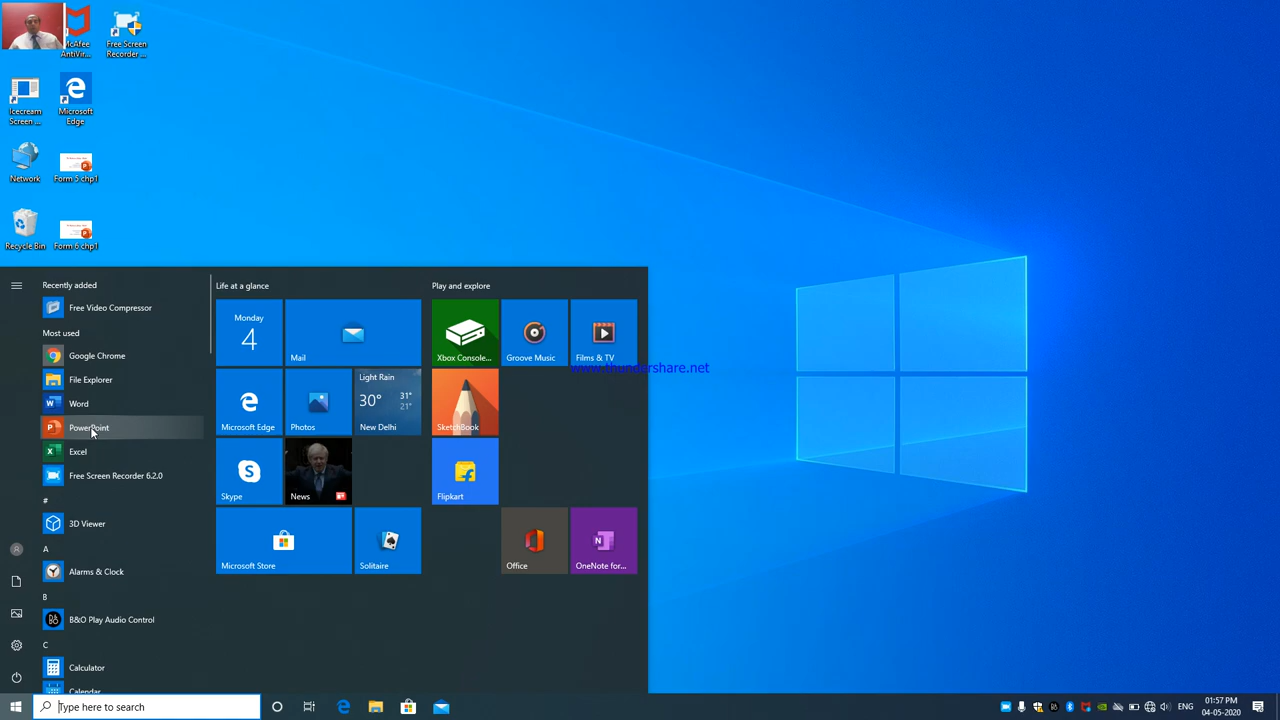 McAfee
AntiVir...
Free Screen
Recorder ...
Icecream
Screen ...
Microsoft
Edge
Network
Form 5 chp1
Recycle Bin
Form 6 chp1
Recently added
Free Video Compressor
Most used
Google Chrome
File Explorer
Word
PowerPoint
Excel
Free Screen Recorder 6.2.0
#
3D Viewer
A
Alarms & Clock
B
B&O Play Audio Control
C
Calculator
Calendar
Life at a glance
Monday
4
Mail
Microsoft Edge
Photos
Light Rain
30°
31°
21°
New Delhi
Skype
News
Microsoft Store
Solitaire
Play and explore
Xbox Console...
Groove Music
Films & TV
www.thundershare.net
SketchBook
Flipkart
Office
OneNote for...
Type here to search
ENG
01:57 PM
04-05-2020